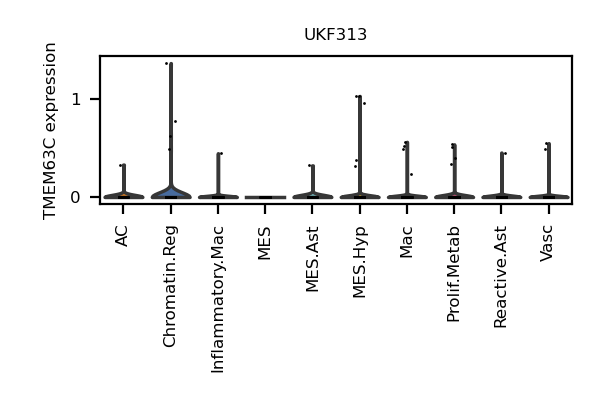 UKF313
TMEM63C expression
1
0
AC
Chromatin.Reg
Inflammatory.Mac
MES
MES.Ast
MES.Hyp
Mac
Prolif.Metab
Reactive.Ast
Vasc